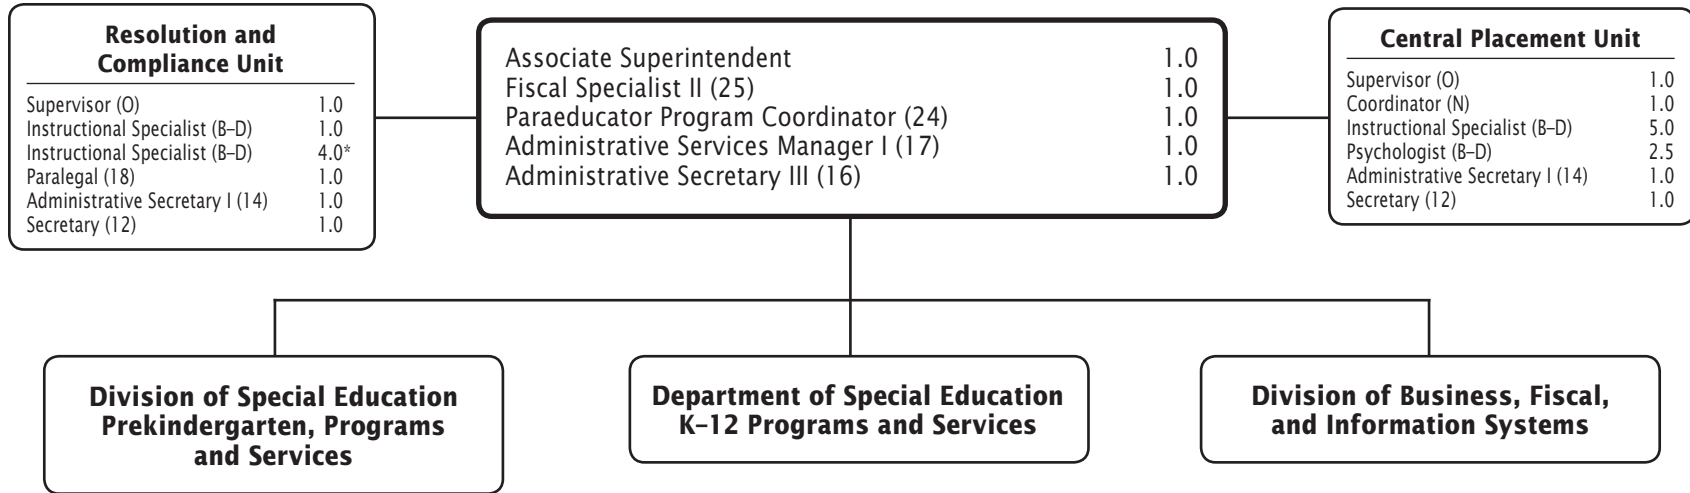 Resolution and
Compliance Unit
Supervisor (O) 1.0
Instructional Specialist (B–D) 1.0
Instructional Specialist (B–D) 4.0*
Paralegal (18) 1.0
Administrative Secretary I (14) 1.0
Secretary (12) 1.0
Associate Superintendent 1.0
Fiscal Specialist II (25) 1.0
Paraeducator Program Coordinator (24) 1.0
Administrative Services Manager I (17) 1.0
Administrative Secretary III (16) 1.0
Central Placement Unit
Supervisor (O) 1.0
Coordinator (N) 1.0
Instructional Specialist (B–D) 5.0
Psychologist (B–D) 2.5
Administrative Secretary I (14) 1.0
Secretary (12) 1.0
Division of Special Education
Prekindergarten, Programs
and Services
Department of Special Education
K–12 Programs and Services
Division of Business, Fiscal,
and Information Systems